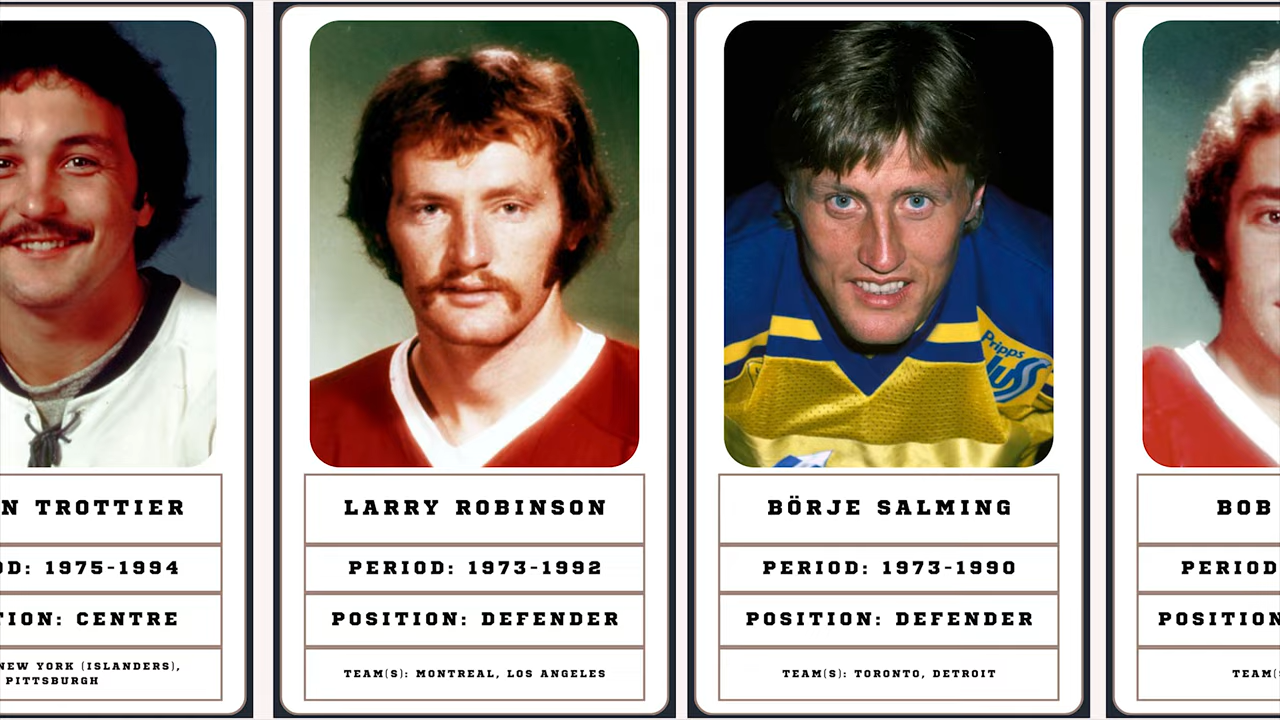 N TROTTIER
OD: 1975-1994
TION: CENTRE
NEW YORK (ISLANDERS),
PITTSBURGH
LARRY ROBINSON
PERIOD: 1973-1992
POSITION: DEFENDER
TEAM(S): MONTREAL, LOS ANGELES
Pripps
BÖRJE SALMING
PERIOD: 1973-1990
POSITION: DEFENDER
TEAM(S): TORONTO, DETROIT
BOB
PERIOD
POSITION
TEAM(